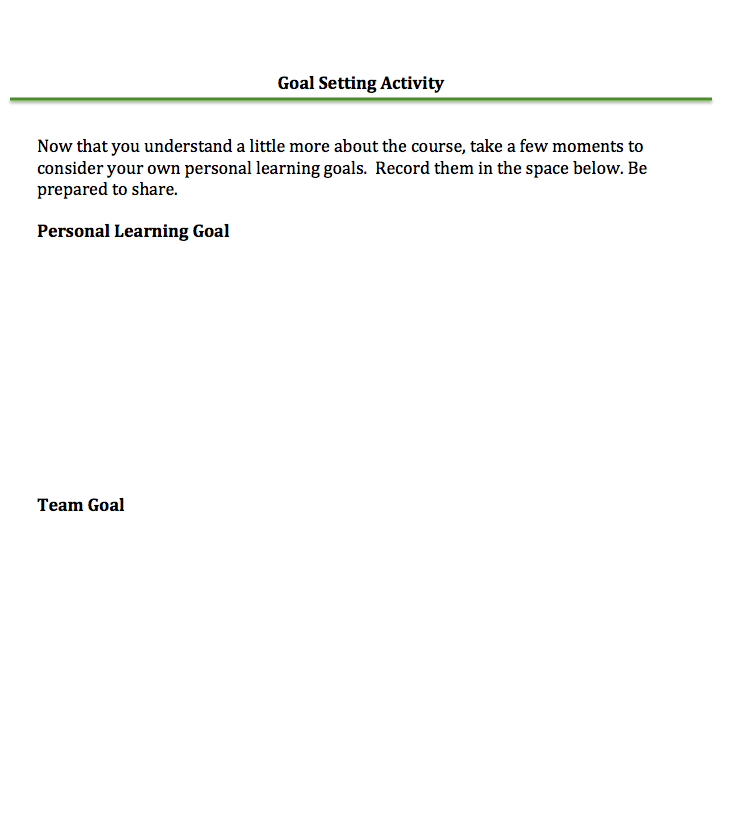 Goal Setting Activity
Now that you understand a little more about the course, take a few moments to
consider your own personal learning goals.  Record them in the space below. Be
prepared to share.
Personal Learning Goal
Team Goal